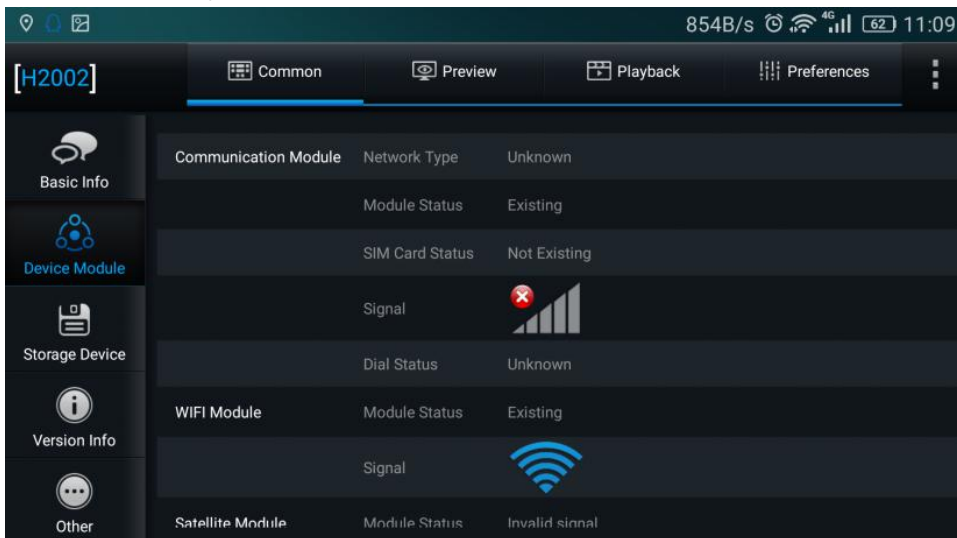 854B/s 4G 62 11:09
[H2002] Common Preview Playback Preferences
Basic Info
Device Module
Storage Device
Version Info
Other
Communication Module Network Type Unknown
Module Status Existing
SIM Card Status Not Existing
Signal
Dial Status Unknown
WIFI Module Module Status Existing
Signal
Satellite Module Module Status Invalid signal